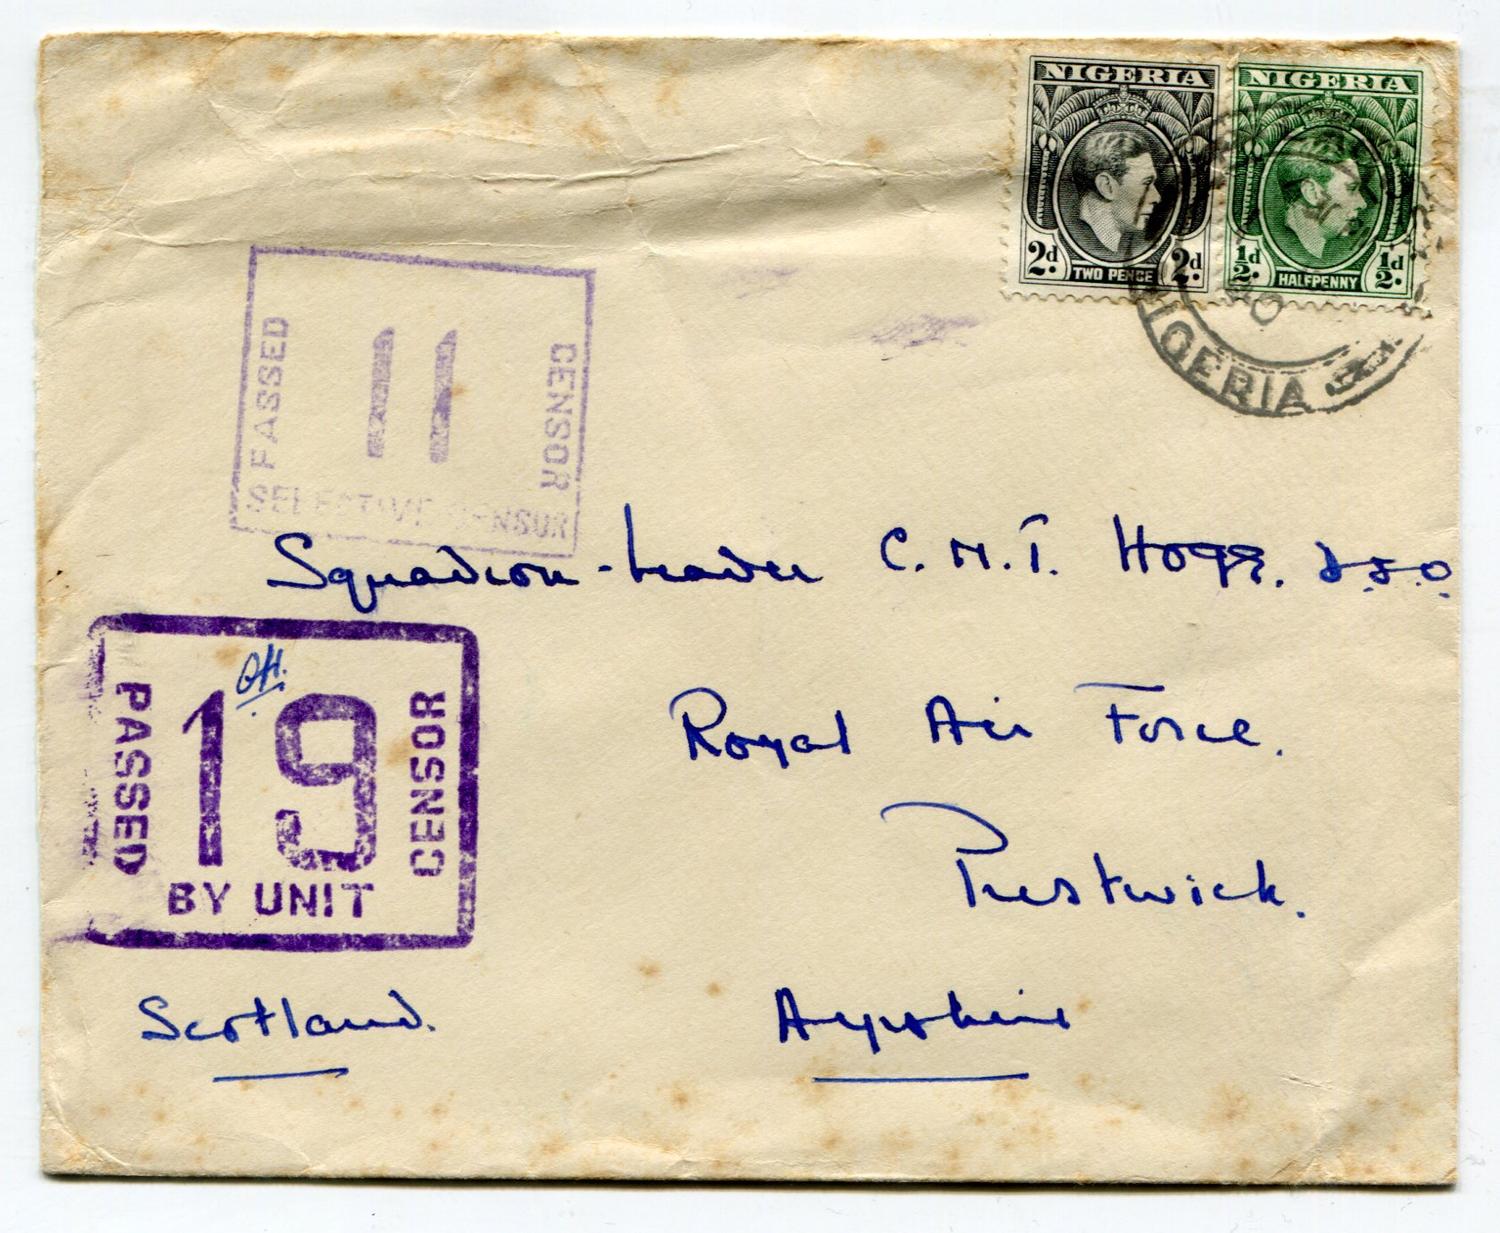 NIGERIA
2d TWO PENCE 2d
NIGERIA
½d HALFPENNY ½d
NIGERIA
PASSED
11
CENSOR
SELECTIVE CENSOR
Squadron-Leader C. M. T. Hogg. D.S.O.
PASSED
19
CENSOR
BY UNIT
Royal Air Force.
Prestwick.
Ayrshire
Scotland.